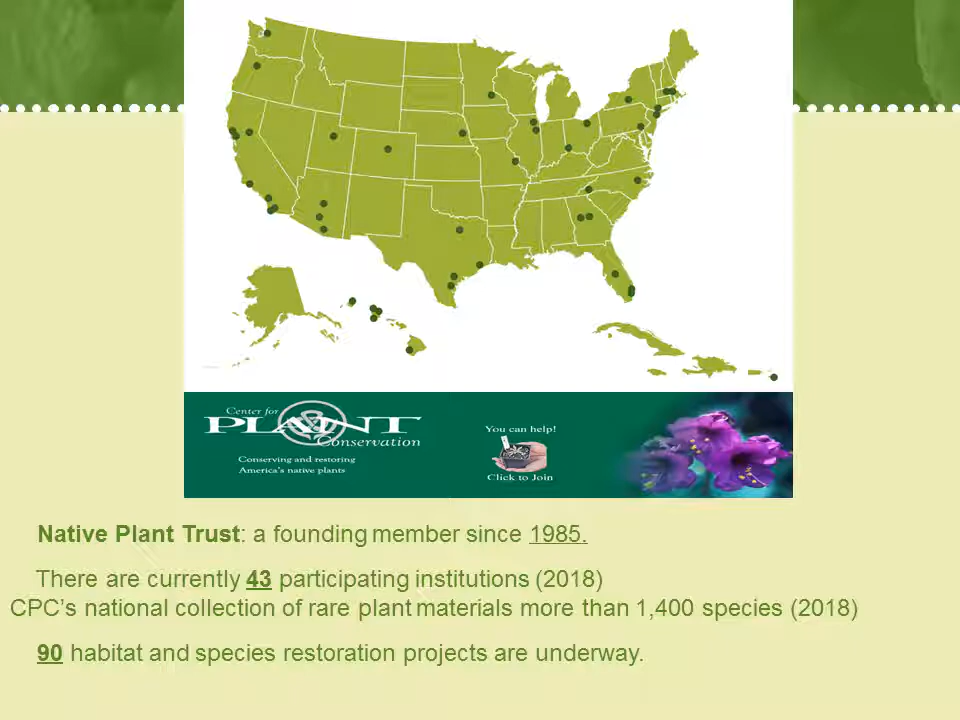 Center for
PLANT
Conservation
Conserving and restoring
America's native plants
You can help!
Click to Join
Native Plant Trust: a founding member since 1985.
There are currently 43 participating institutions (2018)
CPC’s national collection of rare plant materials more than 1,400 species (2018)
90 habitat and species restoration projects are underway.